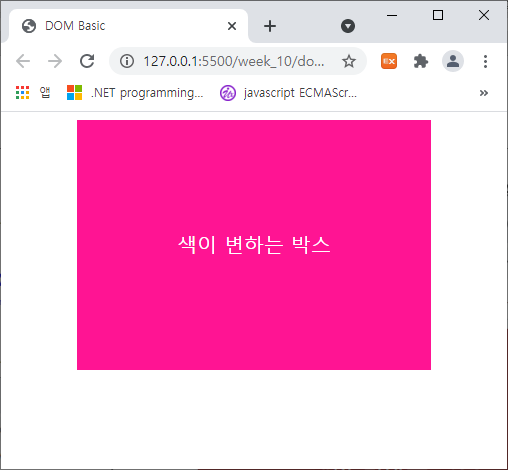 DOM Basic
127.0.0.1:5500/week_10/do...
앱 .NET programming... javascript ECMAScr...
색이 변하는 박스